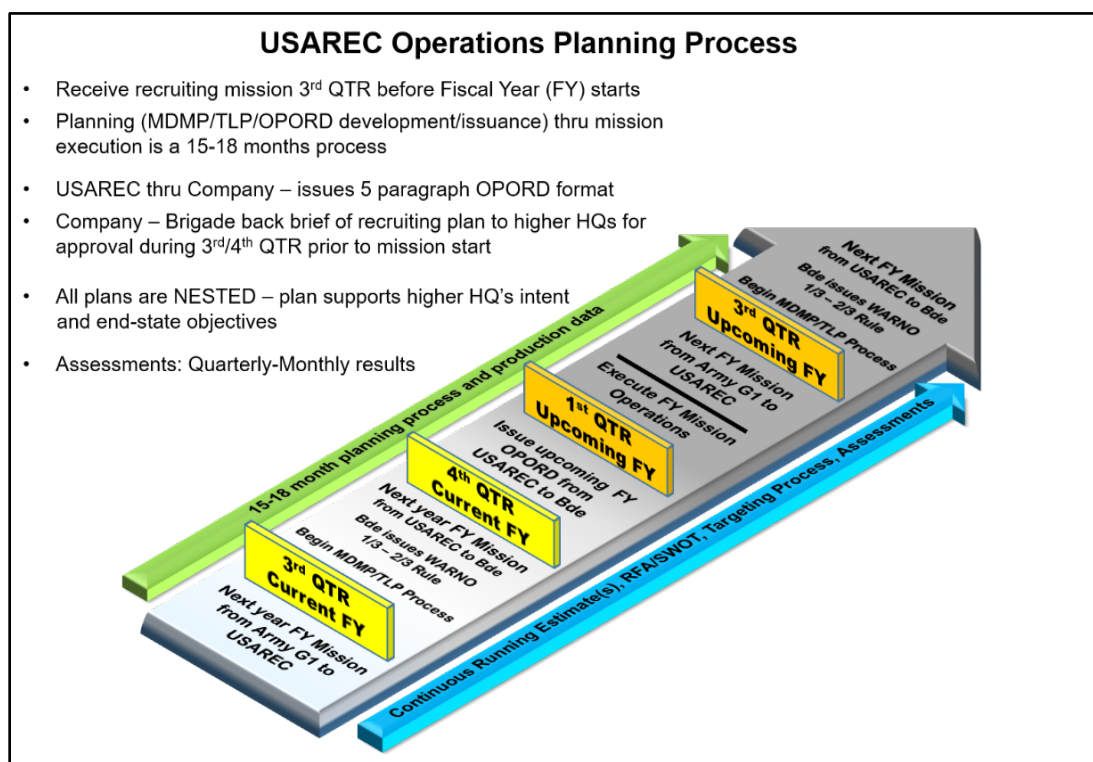 USAREC Operations Planning Process
• Receive recruiting mission 3rd QTR before Fiscal Year (FY) starts
• Planning (MDMP/TLP/OPORD development/issuance) thru mission
execution is a 15-18 months process
• USAREC thru Company – issues 5 paragraph OPORD format
• Company – Brigade back brief of recruiting plan to higher HQs for
approval during 3rd/4th QTR prior to mission start
• All plans are NESTED – plan supports higher HQ's intent
and end-state objectives
• Assessments: Quarterly-Monthly results
15-18 month planning process and production data
Next year FY Mission
from Army G1 to
USAREC
3rd QTR
Current FY
Next year FY Mission
from USAREC to Bde
Bde issues WARNO
1/3 – 2/3 Rule
Begin MDMP/TLP Process
4th QTR
Current FY
Issue upcoming FY
OPORD from
USAREC to Bde
1st QTR
Upcoming FY
Next FY Mission
from Army G1 to
USAREC
Execute FY Mission
Operations
3rd QTR
Upcoming FY
Next FY Mission
from USAREC to Bde
Bde issues WARNO
1/3 – 2/3 Rule
Begin MDMP/TLP Process
Continuous Running Estimate(s), RFA/SWOT, Targeting Process, Assessments